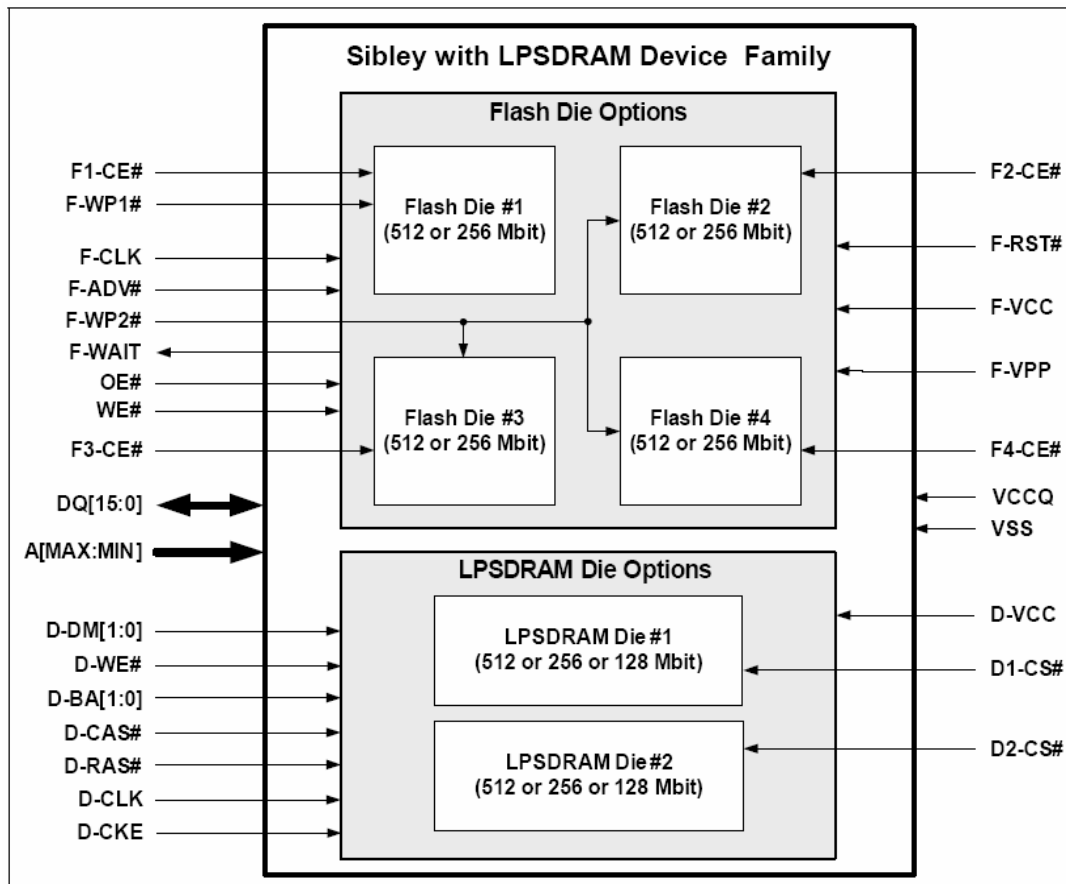 Sibley with LPSDRAM Device Family
Flash Die Options
F1-CE#
F-WP1#
F-CLK
F-ADV#
F-WP2#
F-WAIT
OE#
WE#
F3-CE#
DQ[15:0]
A[MAX:MIN]
Flash Die #1
(512 or 256 Mbit)
Flash Die #2
(512 or 256 Mbit)
Flash Die #3
(512 or 256 Mbit)
Flash Die #4
(512 or 256 Mbit)
F2-CE#
F-RST#
F-VCC
F-VPP
F4-CE#
VCCQ
VSS
LPSDRAM Die Options
D-DM[1:0]
D-WE#
D-BA[1:0]
D-CAS#
D-RAS#
D-CLK
D-CKE
LPSDRAM Die #1
(512 or 256 or 128 Mbit)
LPSDRAM Die #2
(512 or 256 or 128 Mbit)
D-VCC
D1-CS#
D2-CS#